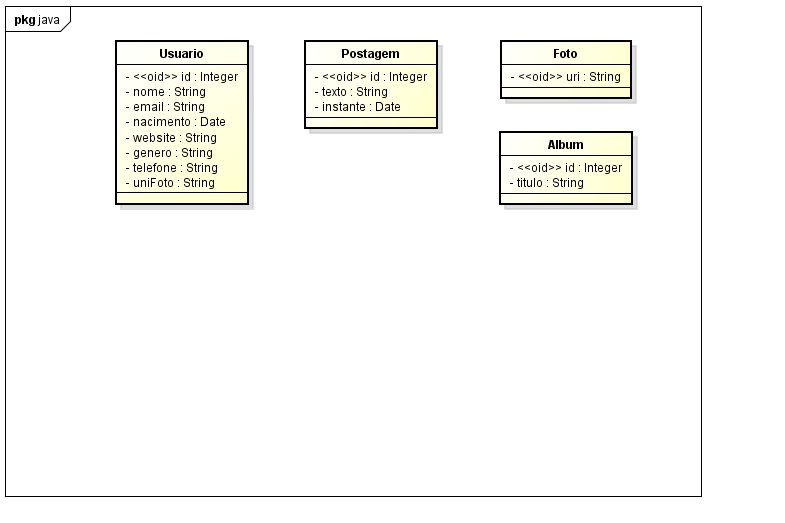 pkg java
Usuario
- <<oid>> id : Integer
- nome : String
- email : String
- nacimento : Date
- website : String
- genero : String
- telefone : String
- uniFoto : String
Postagem
- <<oid>> id : Integer
- texto : String
- instante : Date
Foto
- <<oid>> uri : String
Album
- <<oid>> id : Integer
- titulo : String